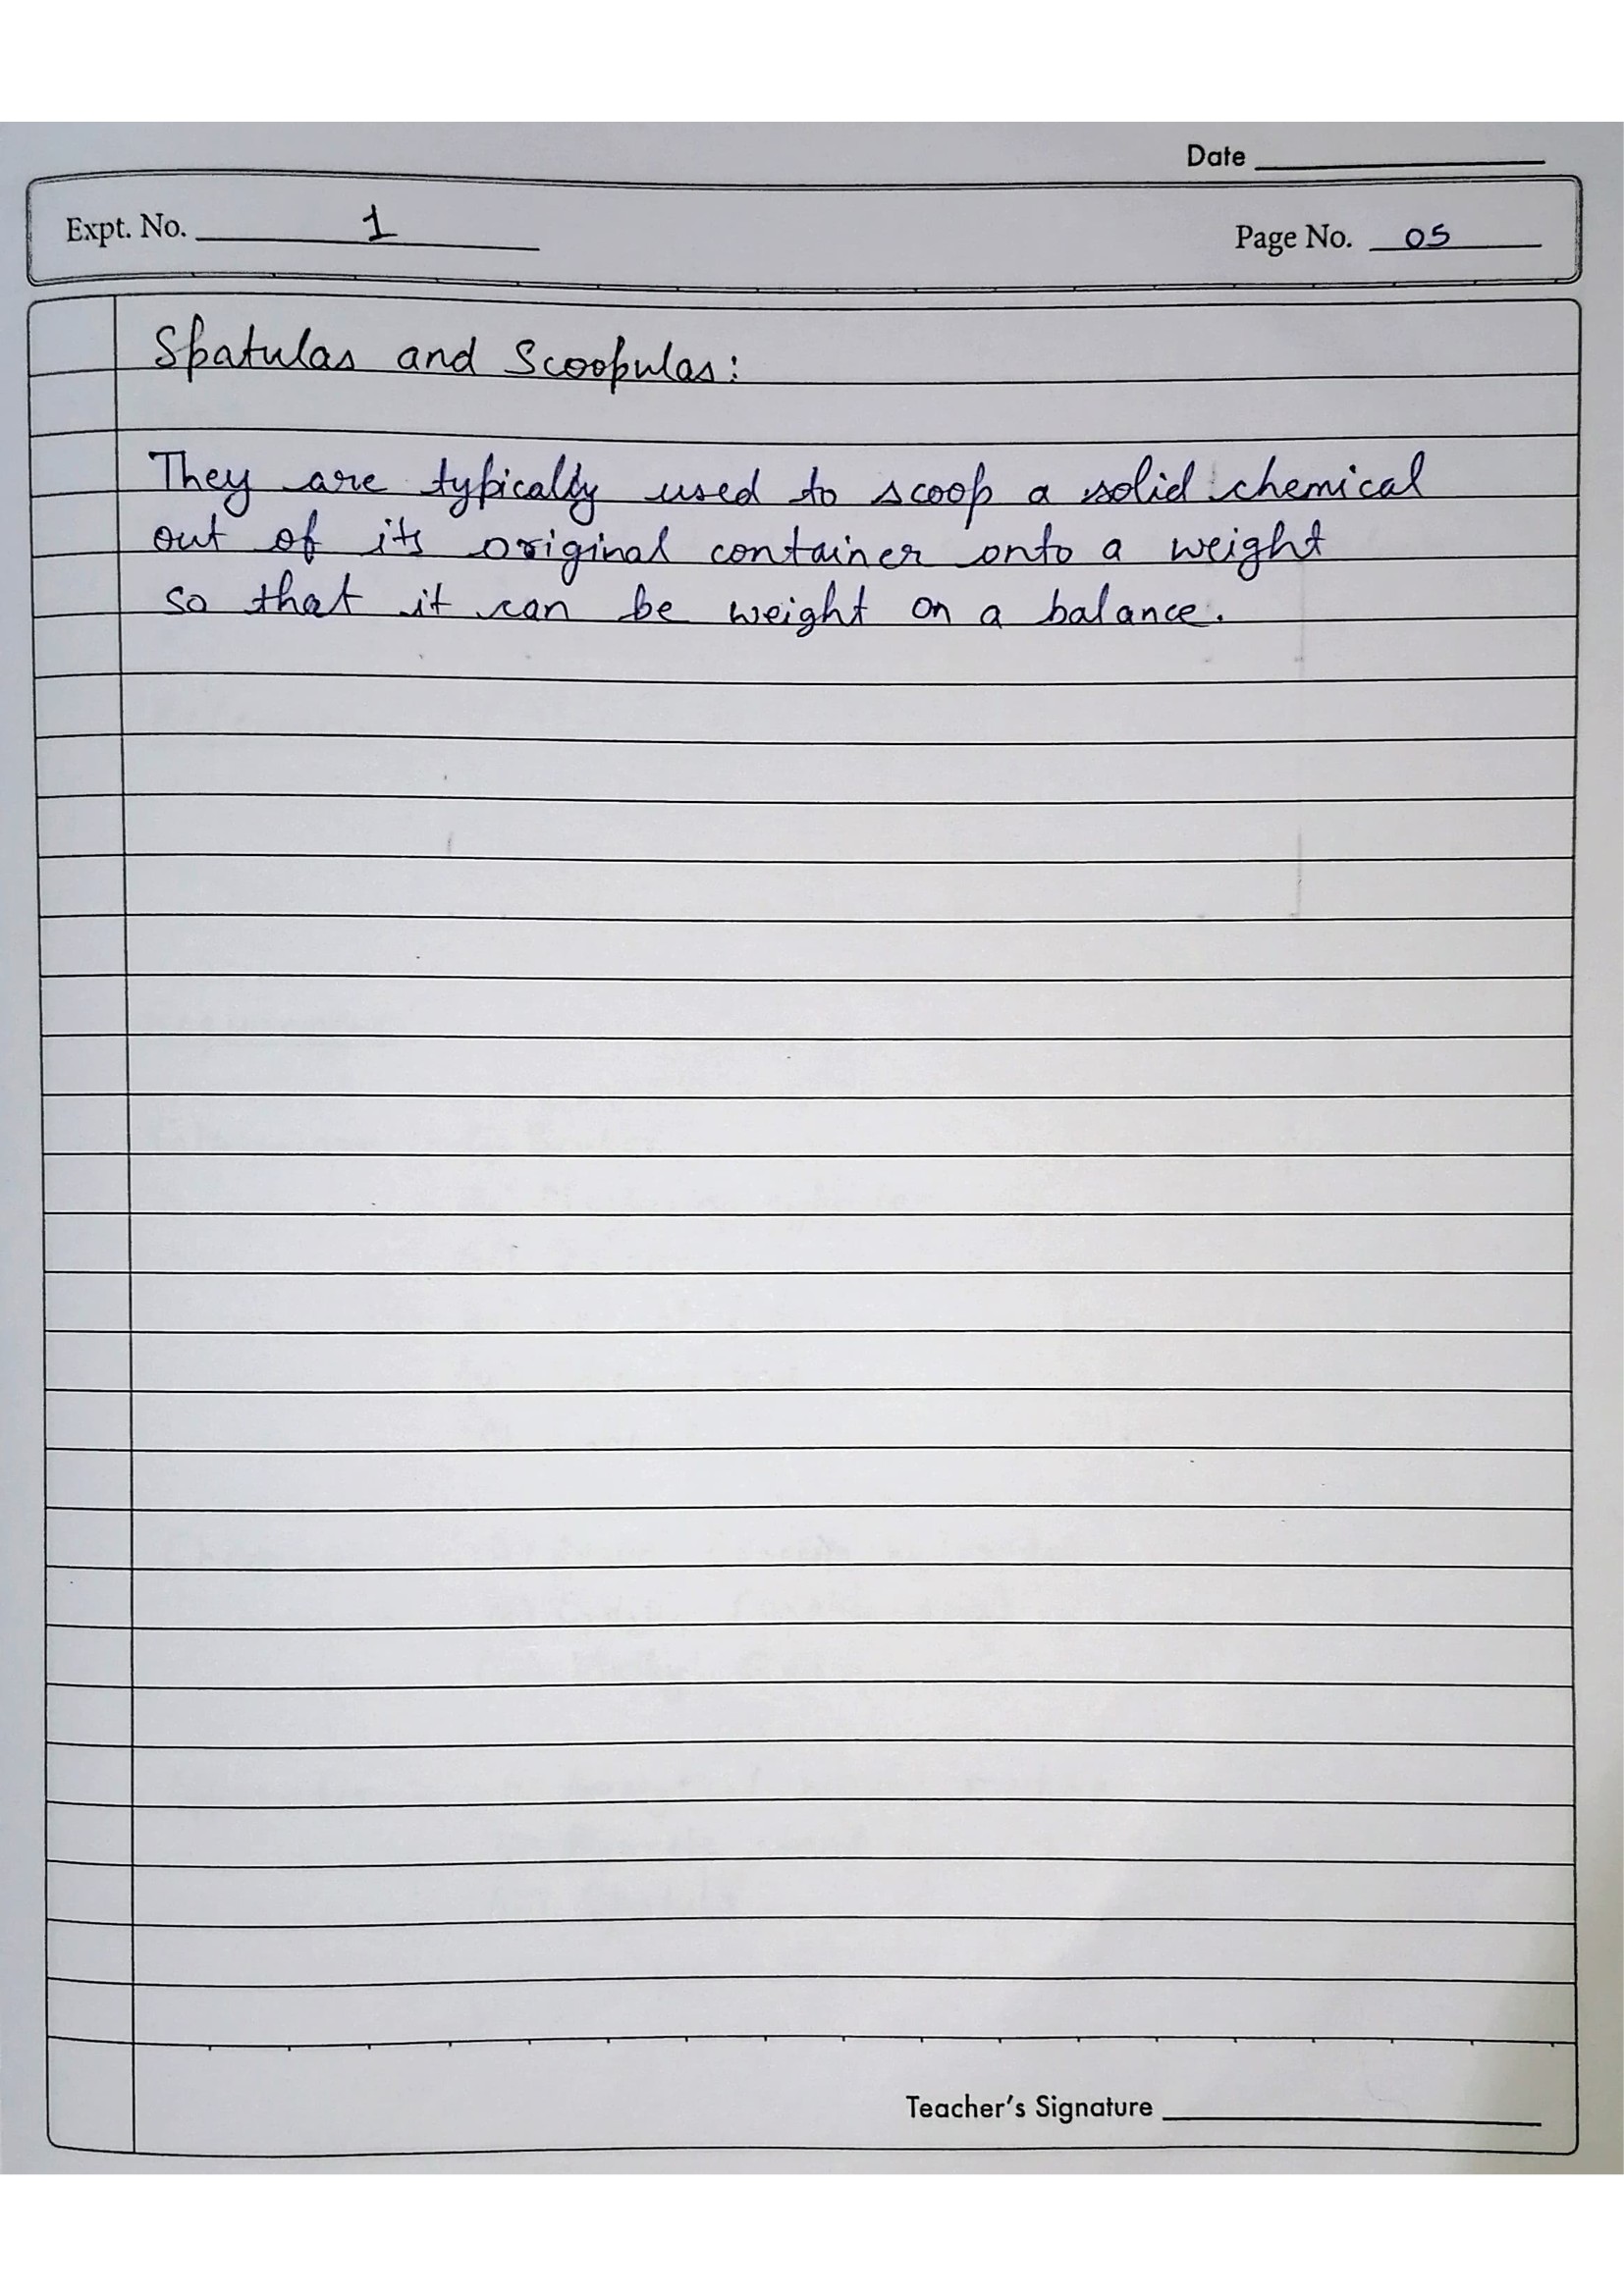 Date
Expt. No. 1
Page No. 05
Spatulas and Scoopulas:
They are typically used to scoop a solid chemical
out of its original container onto a weight
so that it can be weight on a balance.
Teacher's Signature